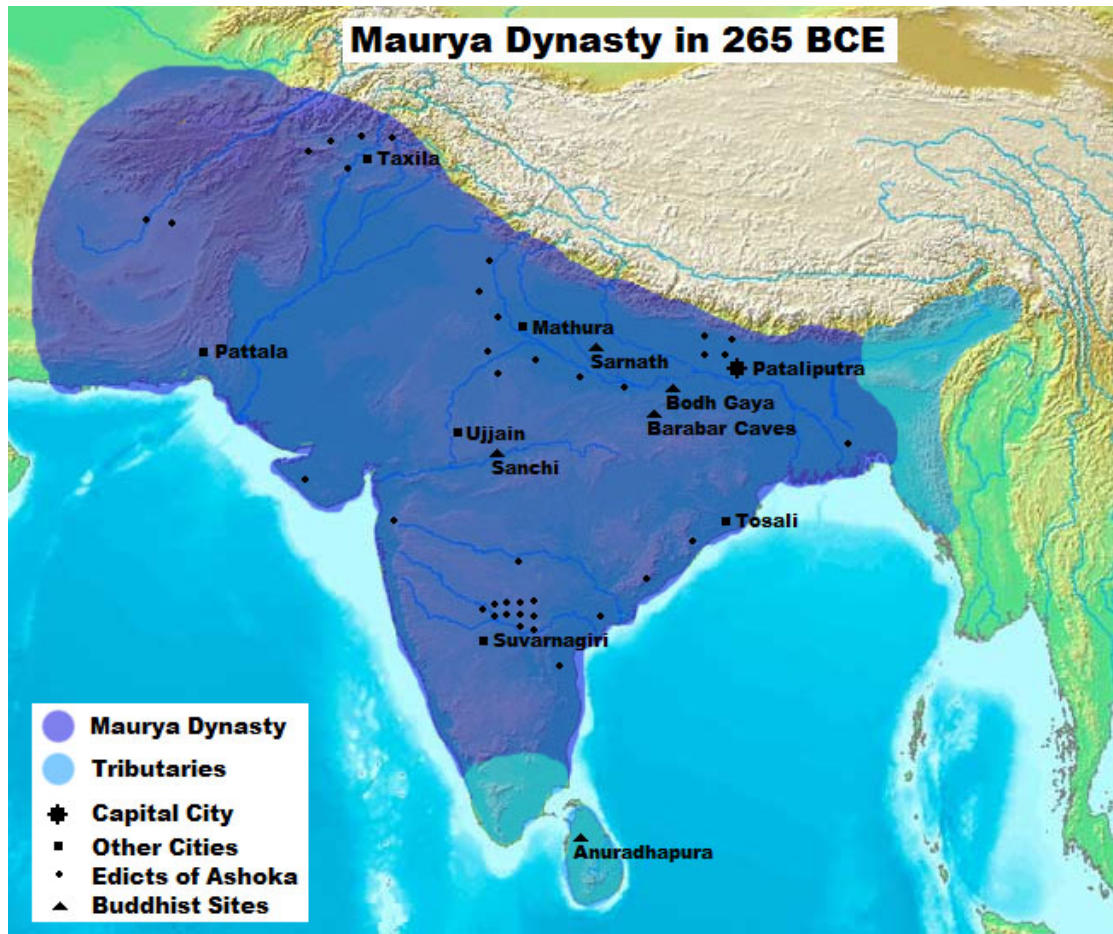 Maurya Dynasty in 265 BCE
Taxila
Mathura
Sarnath
Pattala
Pataliputra
Bodh Gaya
Barabar Caves
Ujjain
Sanchi
Tosali
Suvarnagiri
Anuradhapura
Maurya Dynasty
Tributaries
Capital City
Other Cities
Edicts of Ashoka
Buddhist Sites